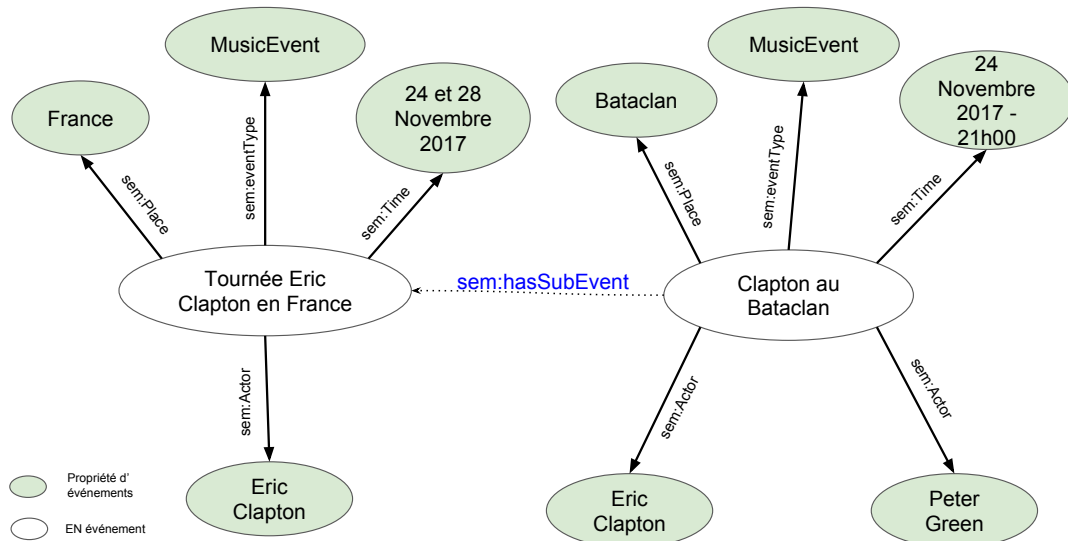 MusicEvent
France
24 et 28
Novembre
2017
sem:Place
sem:eventType
sem:Time
Tournée Eric
Clapton en France
sem:Actor
Eric
Clapton
sem:hasSubEvent
MusicEvent
Bataclan
24
Novembre
2017 -
21h00
sem:Place
sem:eventType
sem:Time
Clapton au
Bataclan
sem:Actor
sem:Actor
Eric
Clapton
Peter
Green
Propriété d’
événements
EN événement